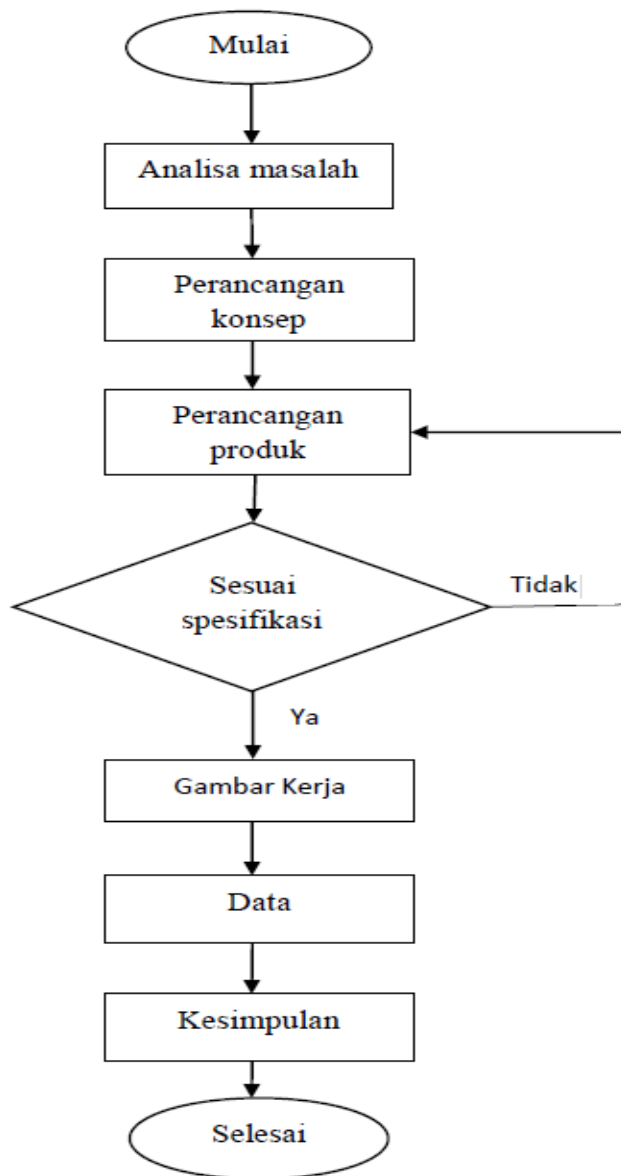 Mulai
Analisa masalah
Perancangan
konsep
Perancangan
produk
Sesuai
spesifikasi
Tidak
Ya
Gambar Kerja
Data
Kesimpulan
Selesai